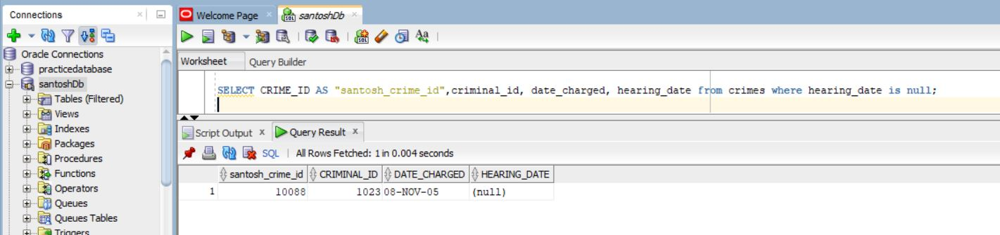 Connections
Welcome Page
santoshDb
Oracle Connections
practicedatabase
santoshDb
Tables (Filtered)
Views
Indexes
Packages
Procedures
Functions
Operators
Queues
Queues Tables
Triggers
Worksheet
Query Builder
SELECT CRIME_ID AS "santosh_crime_id",criminal_id, date_charged, hearing_date from crimes where hearing_date is null;
Script Output
Query Result
SQL
All Rows Fetched: 1 in 0.004 seconds
santosh_crime_id CRIMINAL_ID DATE_CHARGED HEARING_DATE
1 10088 1023 08-NOV-05 (null)